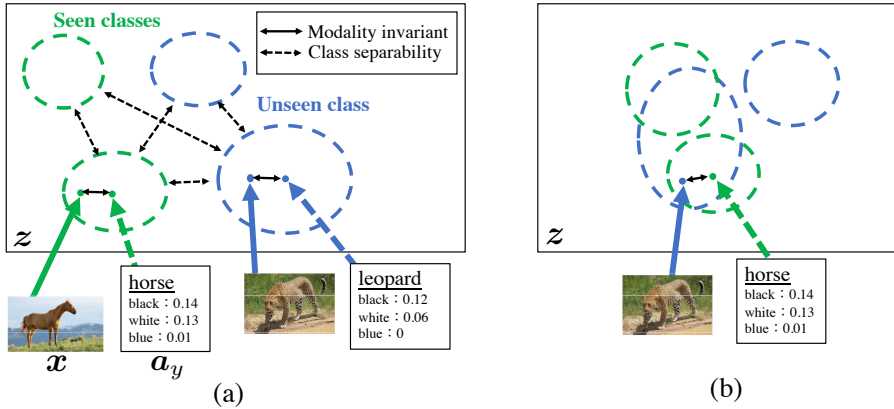 Seen classes
Modality invariant
Class separability
Unseen class
z
horse
black：0.14
white：0.13
blue：0.01
leopard
black：0.12
white：0.06
blue：0
x
a_y
(a)
z
horse
black：0.14
white：0.13
blue：0.01
(b)